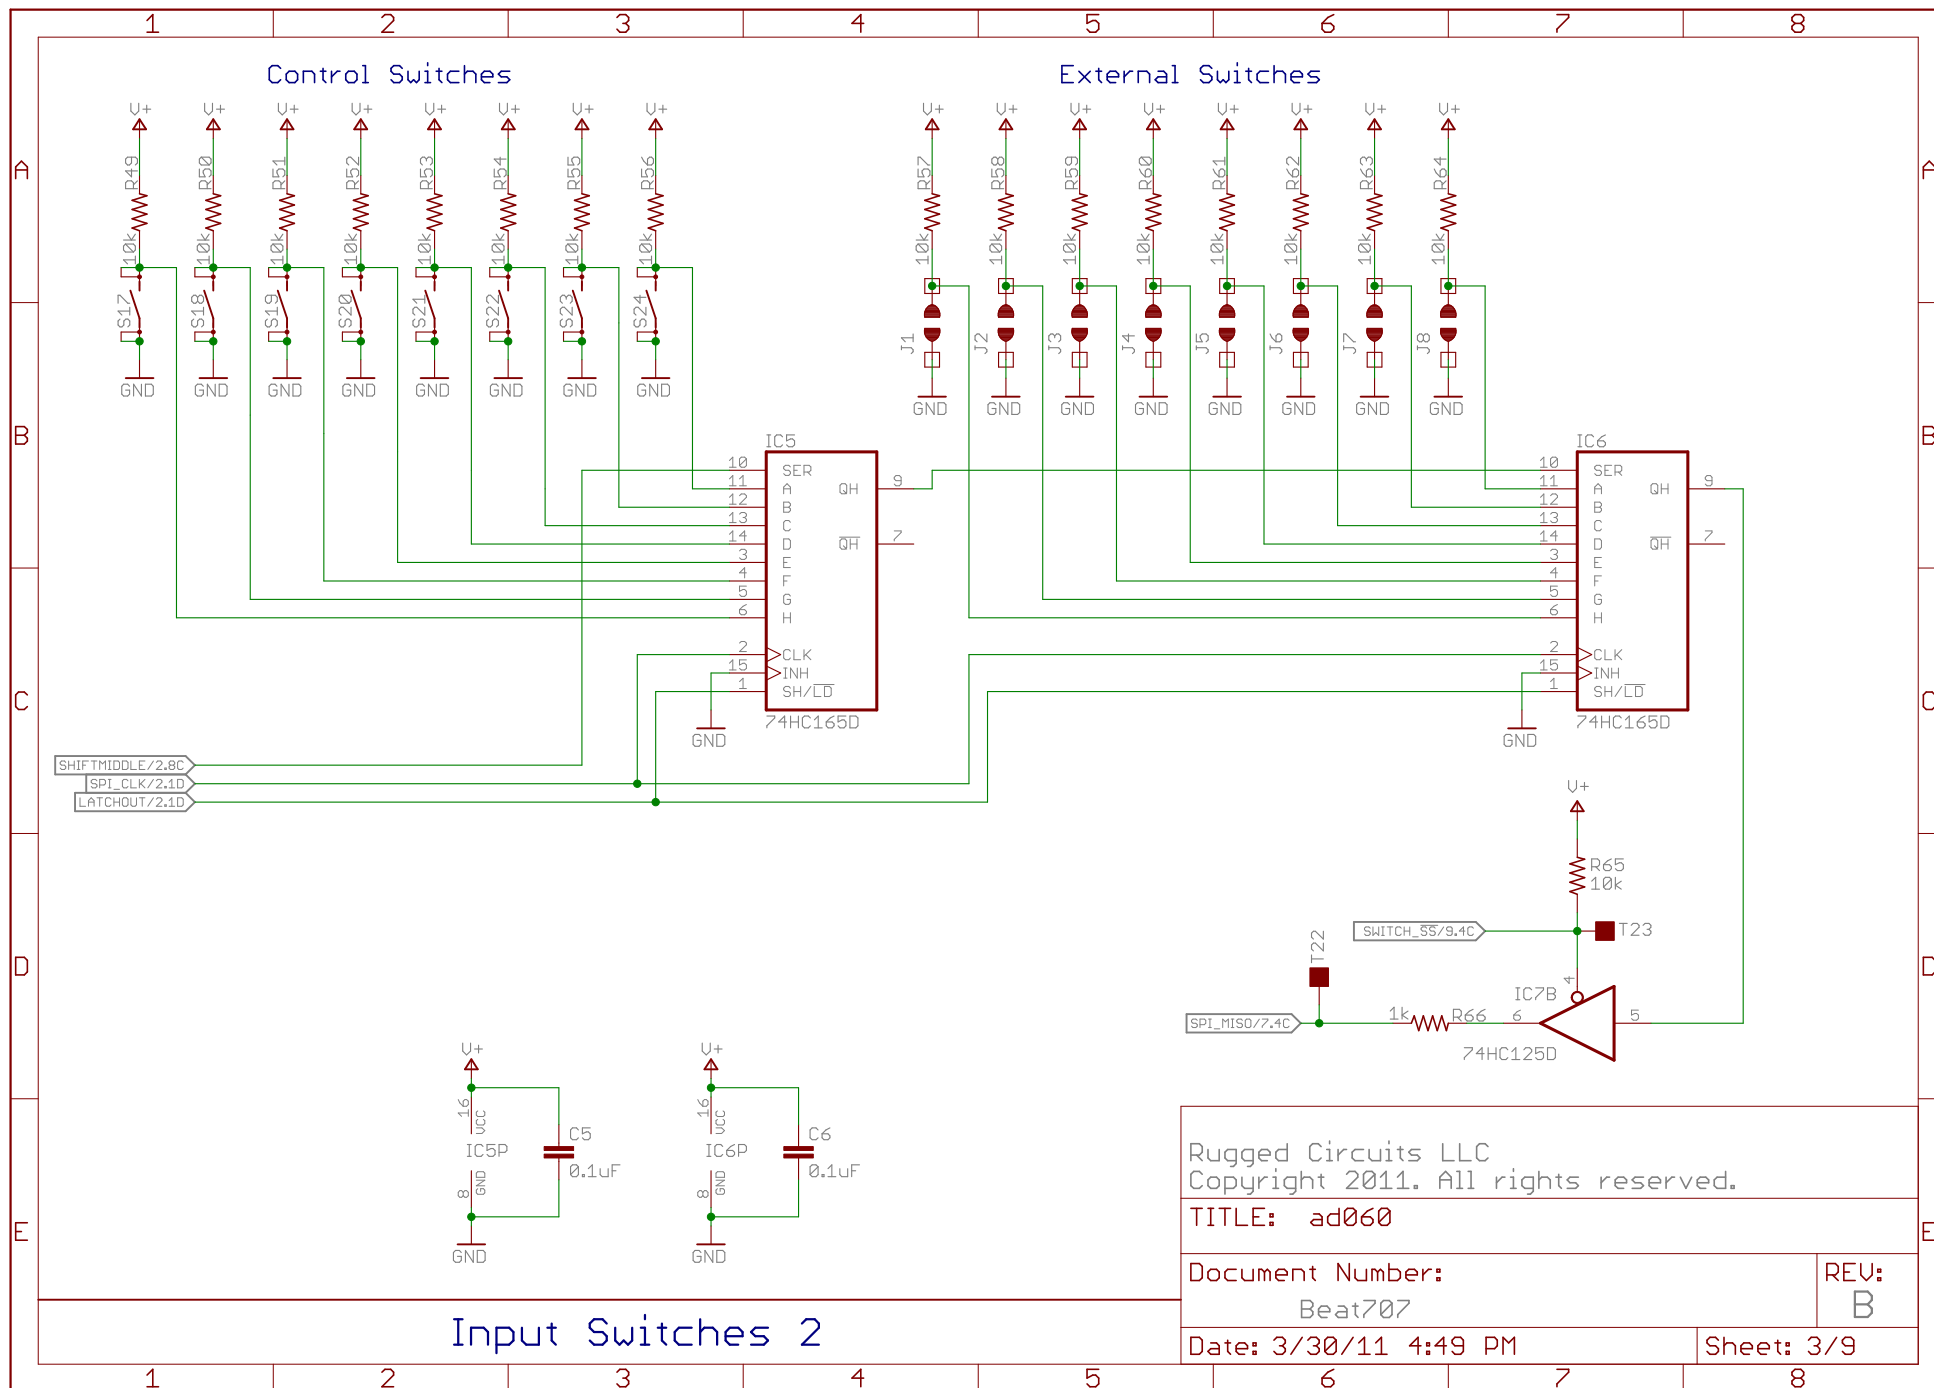 1 2 3 4 5 6 7 8
Control Switches
External Switches
V+ V+ V+ V+ V+ V+ V+ V+
V+ V+ V+ V+ V+ V+ V+ V+
A A
R49 R50 R51 R52 R53 R54 R55 R56
R57 R58 R59 R60 R61 R62 R63 R64
10k 10k 10k 10k 10k 10k 10k 10k
10k 10k 10k 10k 10k 10k 10k 10k
S17 S18 S19 S20 S21 S22 S23 S24
J1 J2 J3 J4 J5 J6 J7 J8
GND GND GND GND GND GND GND GND
GND GND GND GND GND GND GND GND
B B
IC5
10 SER
11 A QH 9
12 B
13 C
14 D QH 7
3 E
4 F
5 G
6 H
2 CLK
15 INH
1 SH/LD
74HC165D
GND
IC6
10 SER
11 A QH 9
12 B
13 C
14 D QH 7
3 E
4 F
5 G
6 H
2 CLK
15 INH
1 SH/LD
74HC165D
GND
C C
SHIFTMIDDLE/2.8C
SPI_CLK/2.1D
LATCHOUT/2.1D
V+
R65
10k
SWITCH_SS/9.4C
T23
T22
D D
4
IC7B
SPI_MISO/7.4C
1k R66 6 5
74HC125D
V+ V+
16 VCC
IC5P
8 GND
C5
0.1uF
GND
16 VCC
IC6P
8 GND
C6
0.1uF
GND
E E
Rugged Circuits LLC
Copyright 2011. All rights reserved.
TITLE: ad060
Document Number:
Beat707
REV:
B
Date: 3/30/11 4:49 PM
Sheet: 3/9
Input Switches 2
1 2 3 4 5 6 7 8